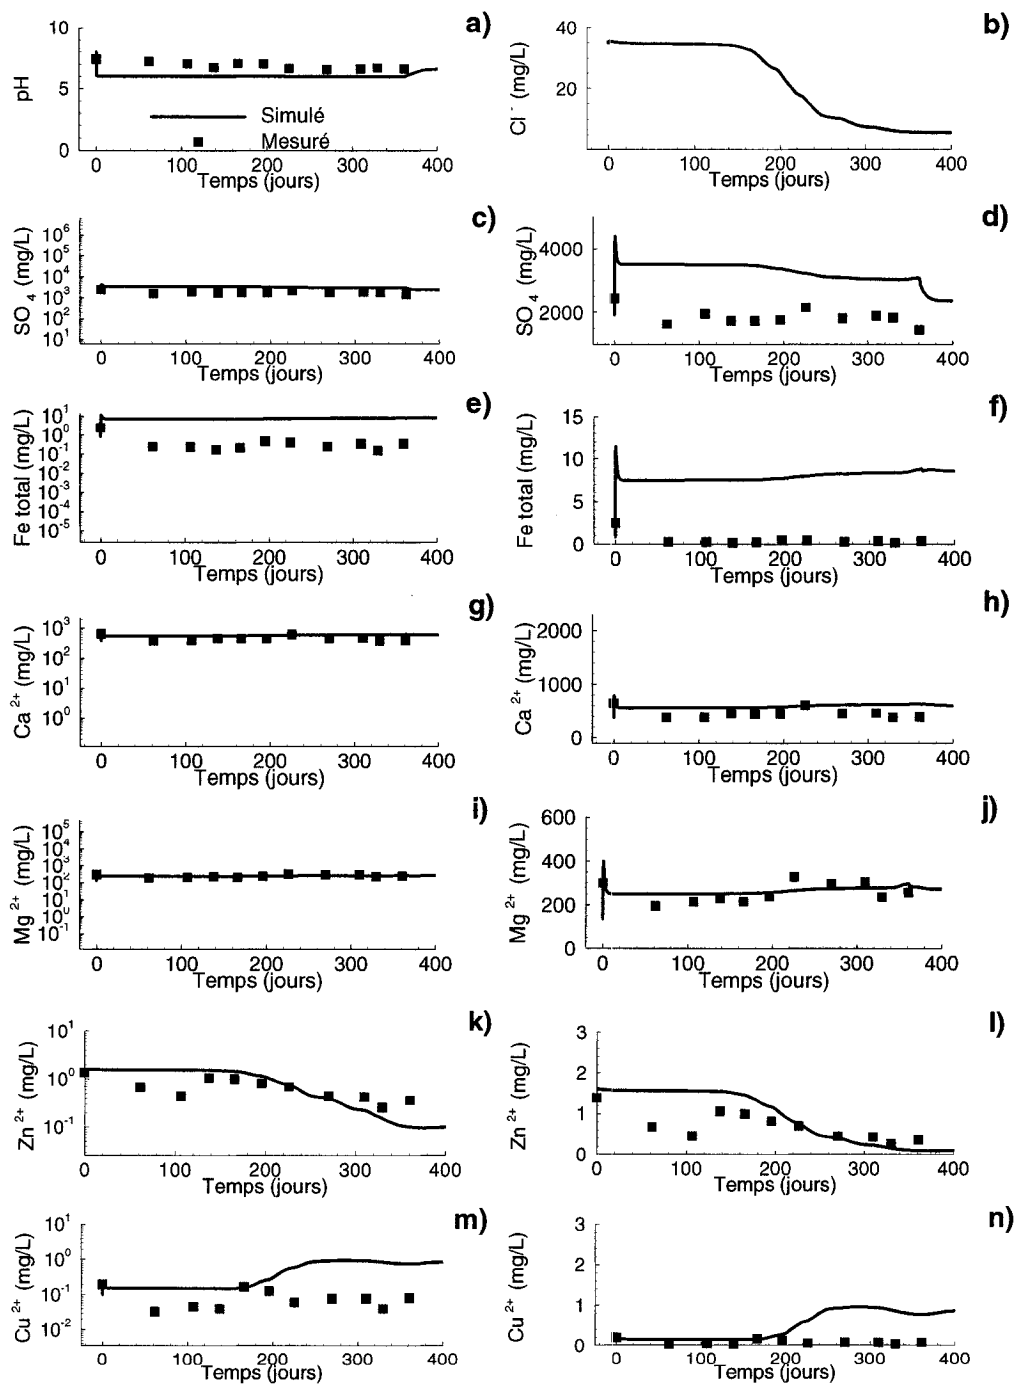 a)
10
5
0
pH
Simulé
Mesuré
0 100 200 300 400
Temps (jours)
b)
40
20
Cl⁻ (mg/L)
0 100 200 300 400
Temps (jours)
c)
10⁶
10⁵
10⁴
10³
10²
10¹
SO₄ (mg/L)
0 100 200 300 400
Temps (jours)
d)
4000
2000
SO₄ (mg/L)
0 100 200 300 400
Temps (jours)
e)
10¹
10⁰
10⁻¹
10⁻²
10⁻³
10⁻⁴
10⁻⁵
Fe total (mg/L)
0 100 200 300 400
Temps (jours)
f)
15
10
5
0
Fe total (mg/L)
0 100 200 300 400
Temps (jours)
g)
10³
10²
10¹
10⁰
Ca²⁺ (mg/L)
0 100 200 300 400
Temps (jours)
h)
2000
1000
0
Ca²⁺ (mg/L)
0 100 200 300 400
Temps (jours)
i)
10⁵
10⁴
10³
10²
10¹
10⁰
10⁻¹
Mg²⁺ (mg/L)
0 100 200 300 400
Temps (jours)
j)
600
400
200
0
Mg²⁺ (mg/L)
0 100 200 300 400
Temps (jours)
k)
10¹
10⁰
10⁻¹
Zn²⁺ (mg/L)
0 100 200 300 400
Temps (jours)
l)
3
2
1
0
Zn²⁺ (mg/L)
0 100 200 300 400
Temps (jours)
m)
10¹
10⁰
10⁻¹
10⁻²
Cu²⁺ (mg/L)
0 100 200 300 400
Temps (jours)
n)
3
2
1
0
Cu²⁺ (mg/L)
0 100 200 300 400
Temps (jours)